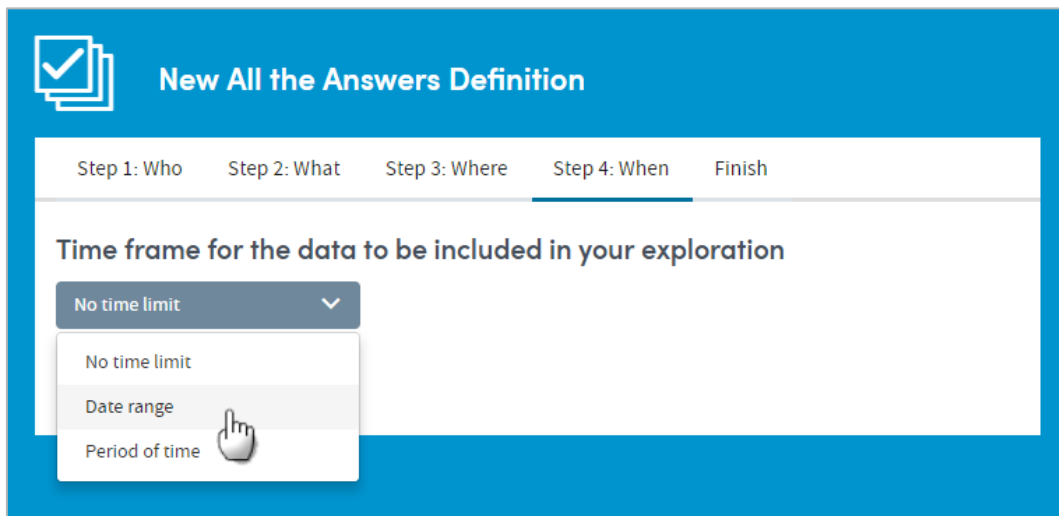 New All the Answers Definition
Step 1: Who Step 2: What Step 3: Where Step 4: When Finish
Time frame for the data to be included in your exploration
No time limit
No time limit
Date range
Period of time